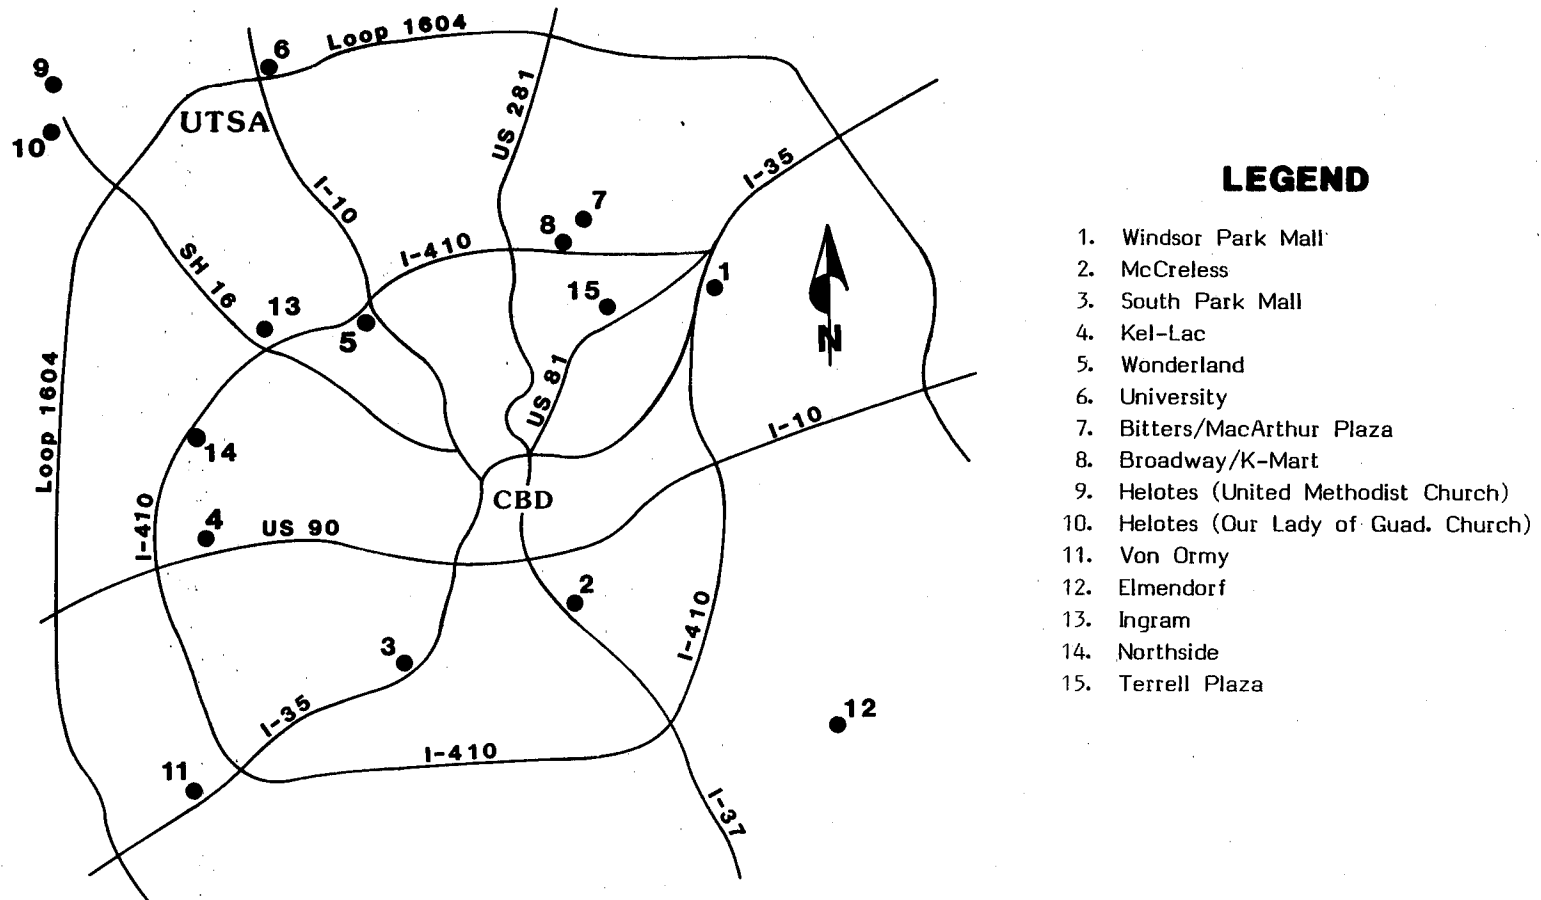 Loop 1604
6
9
UTSA
10
US 281
I-35
I-10
7
8
I-410
SH 16
1
15
13
5
N
Loop 1604
US 81
I-10
14
CBD
I-410
4
US 90
2
I-410
3
12
I-35
I-410
11
I-37
LEGEND
1. Windsor Park Mall
2. McCreless
3. South Park Mall
4. Kel-Lac
5. Wonderland
6. University
7. Bitters/MacArthur Plaza
8. Broadway/K-Mart
9. Helotes (United Methodist Church)
10. Helotes (Our Lady of Guad. Church)
11. Von Ormy
12. Elmendorf
13. Ingram
14. Northside
15. Terrell Plaza